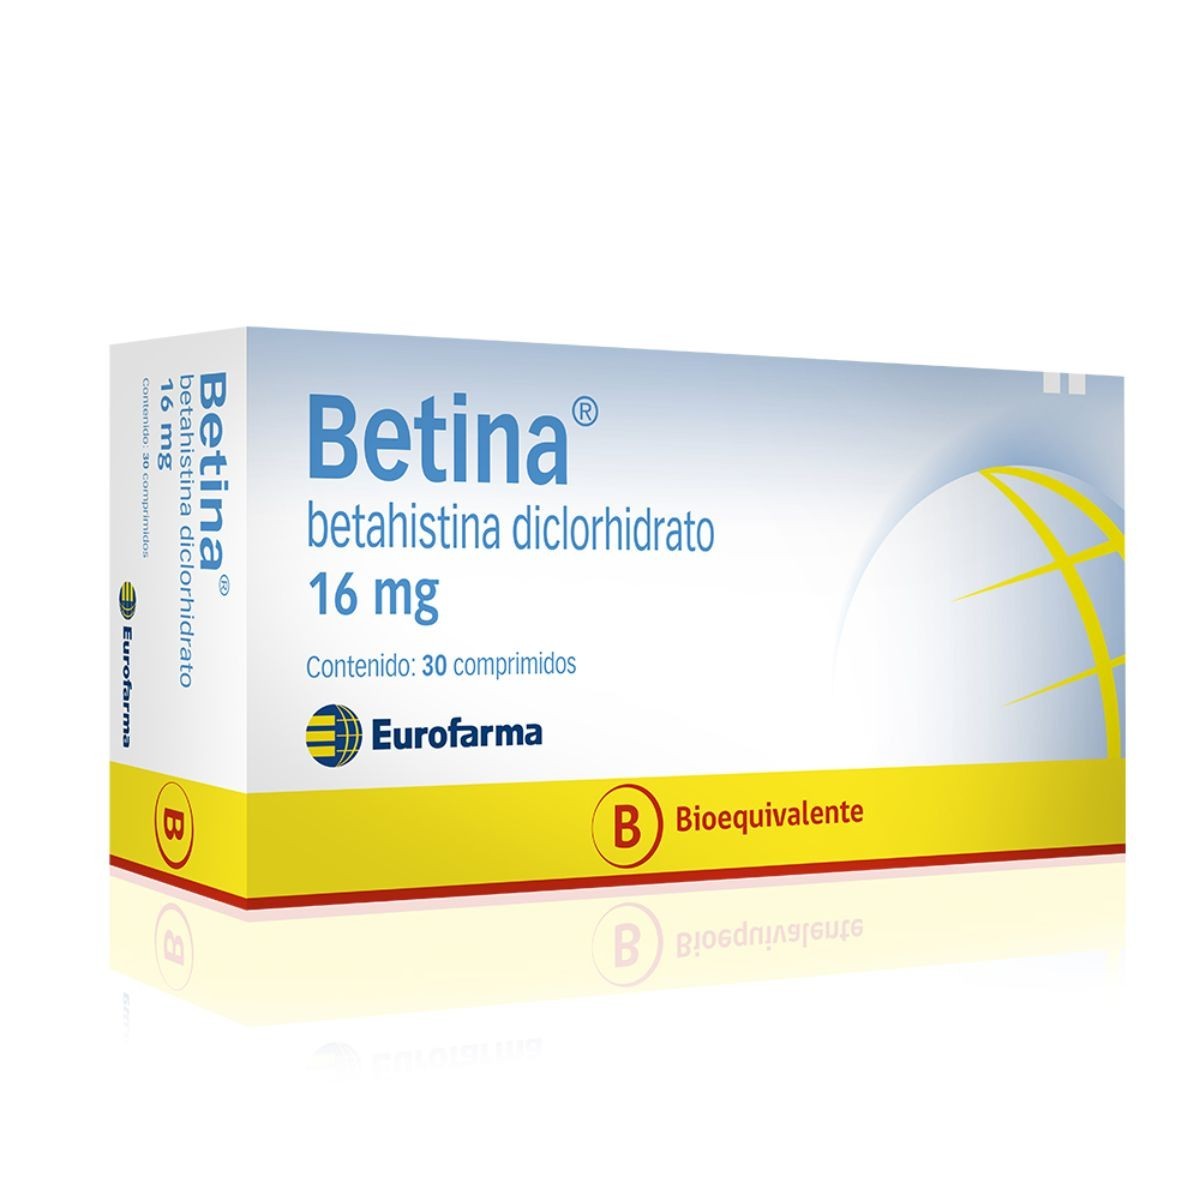 Betina®
betahistina diclorhidrato
16 mg
Contenido: 30 comprimidos
Eurofarma
B
Betina®
betahistina diclorhidrato
16 mg
Contenido: 30 comprimidos
Eurofarma
B Bioequivalente